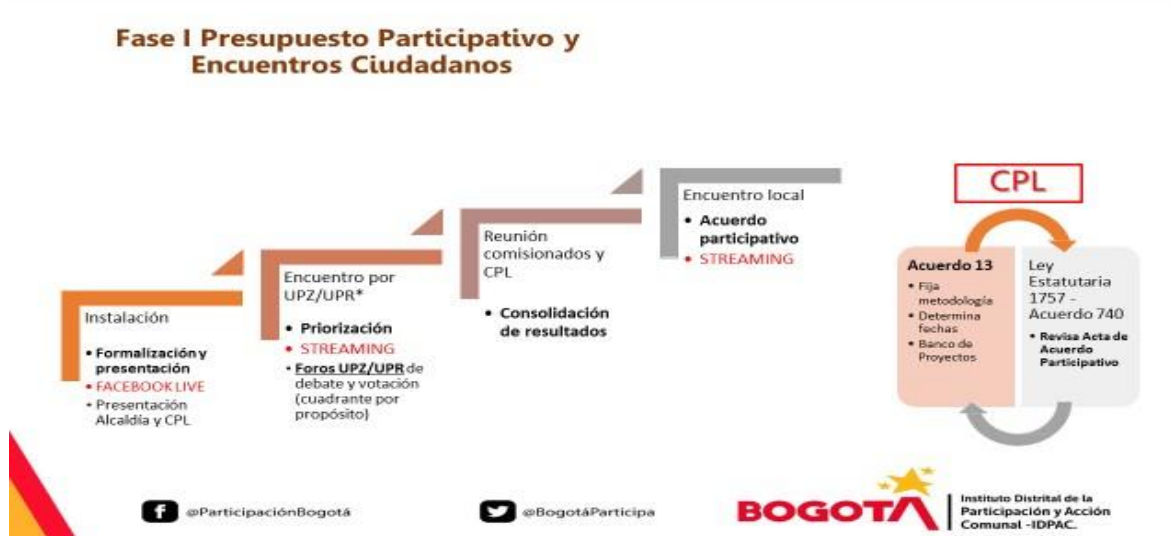 Fase I Presupuesto Participativo y
Encuentros Ciudadanos
Instalación
• Formalización y
presentación
• FACEBOOK LIVE
• Presentación
Alcaldía y CPL
Encuentro por
UPZ/UPR*
• Priorización
• STREAMING
• Foros UPZ/UPR de
debate y votación
(cuadrante por
propósito)
Reunión
comisionados y
CPL
• Consolidación
de resultados
Encuentro local
• Acuerdo
participativo
• STREAMING
CPL
Acuerdo 13
• Fija
metodología
• Determina
fechas
• Banco de
Proyectos
Ley
Estatutaria
1757 -
Acuerdo 740
• Revisa Acta de
Acuerdo
Participativo
f @ParticipaciónBogotá
@BogotáParticipa
BOGOTÁ
Instituto Distrital de la
Participación y Acción
Comunal -IDPAC.